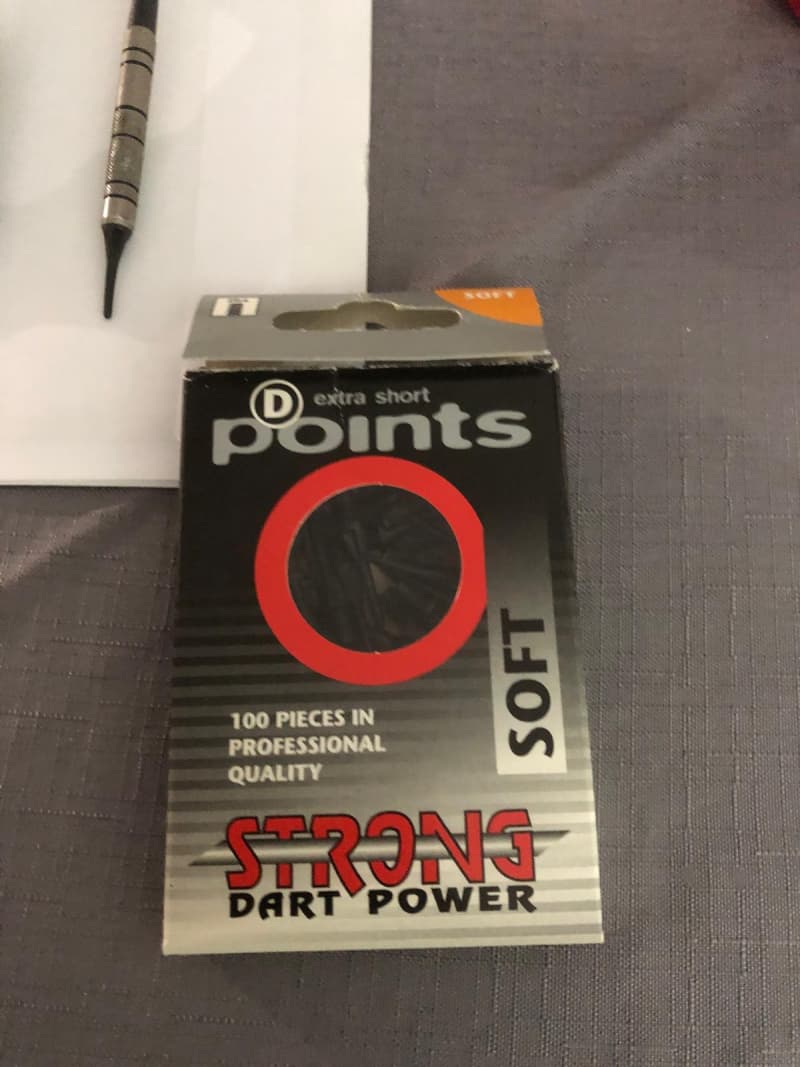 SOFT
D
extra short
points
SOFT
100 PIECES IN
PROFESSIONAL
QUALITY
STRONG
DART POWER